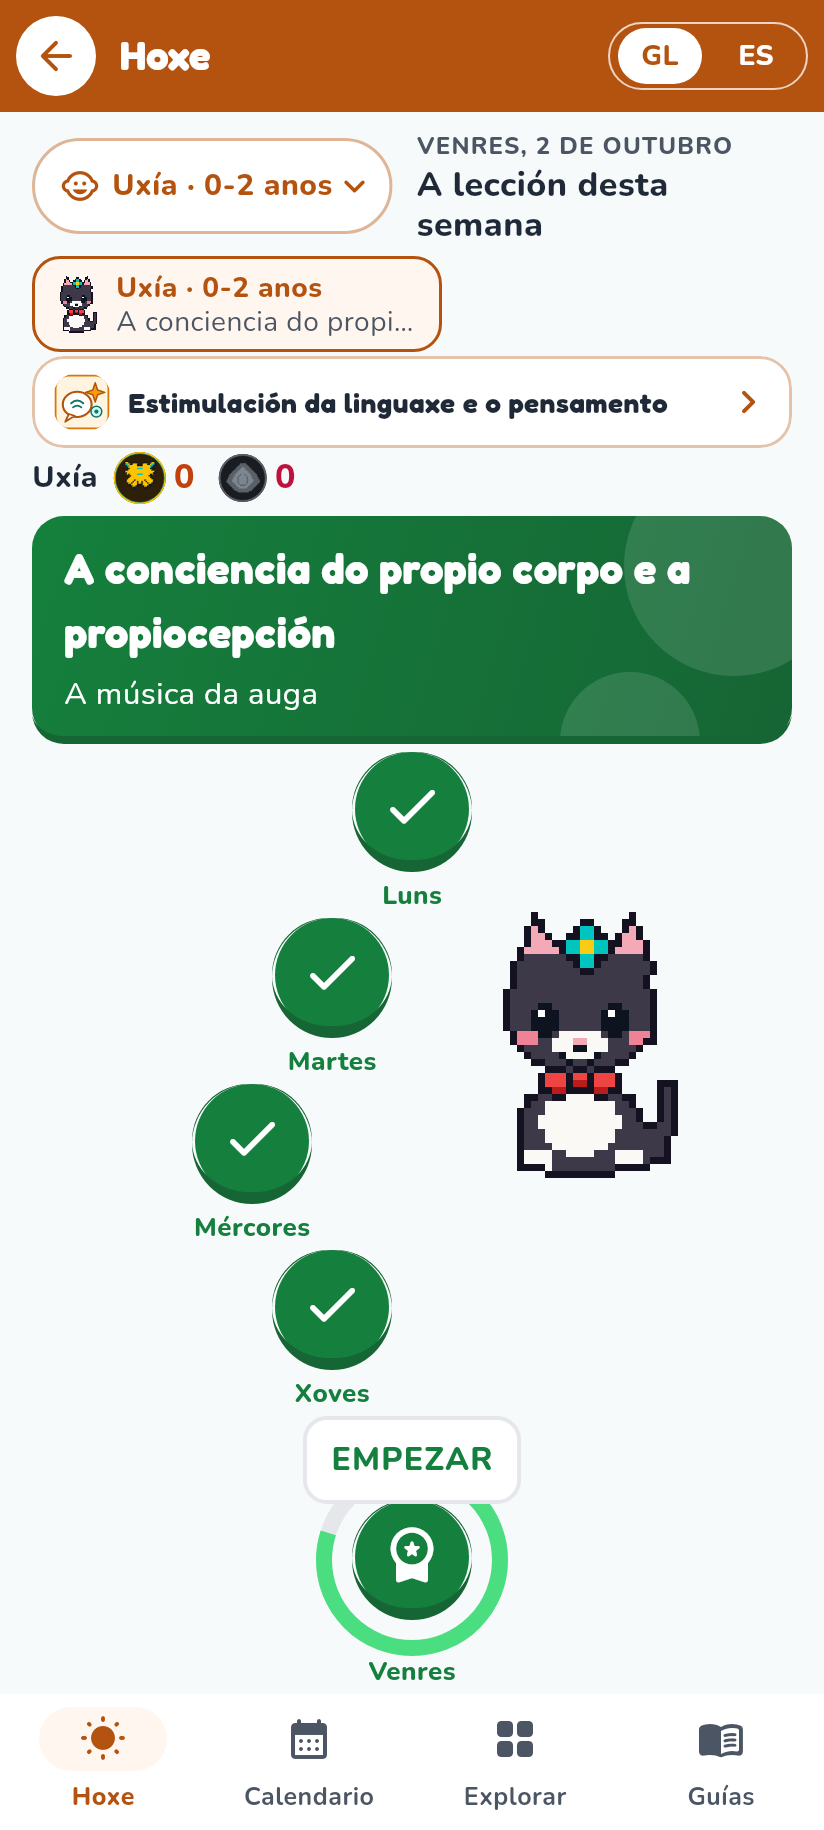 Hoxe
GL
ES
Uxía · 0-2 anos
VENRES, 2 DE OUTUBRO
A lección desta
semana
Uxía · 0-2 anos
A conciencia do propi...
Estimulación da linguaxe e o pensamento
Uxía
0
0
A conciencia do propio corpo e a
propiocepción
A música da auga
Luns
Martes
Mércores
Xoves
EMPEZAR
Venres
Hoxe
Calendario
Explorar
Guías